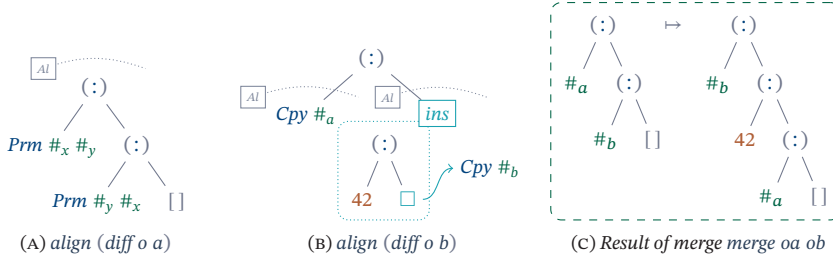 Al
(:)
Prm #x #y
(:)
Prm #y #x
[]
(A) align (diff o a)
(:)
Al
Al
Cpy #a
ins
(:)
42
Cpy #b
(B) align (diff o b)
(:)
↦
(:)
#a
(:)
#b
(:)
#b
[]
42
(:)
#a
[]
(C) Result of merge merge oa ob